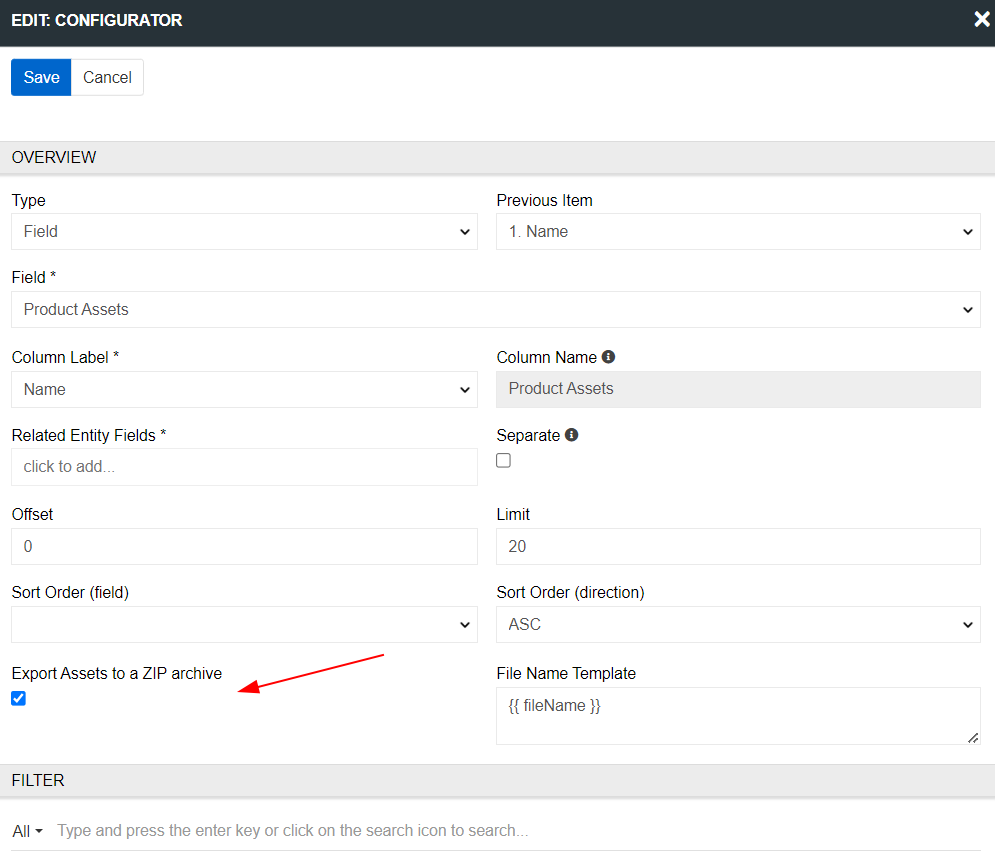 EDIT: CONFIGURATOR
Save Cancel
OVERVIEW
Type Previous Item
Field 1. Name
Field *
Product Assets
Column Label * Column Name
Name Product Assets
Related Entity Fields * Separate
click to add...
Offset Limit
0 20
Sort Order (field) Sort Order (direction)
ASC
Export Assets to a ZIP archive File Name Template
{{ fileName }}
FILTER
All Type and press the enter key or click on the search icon to search...